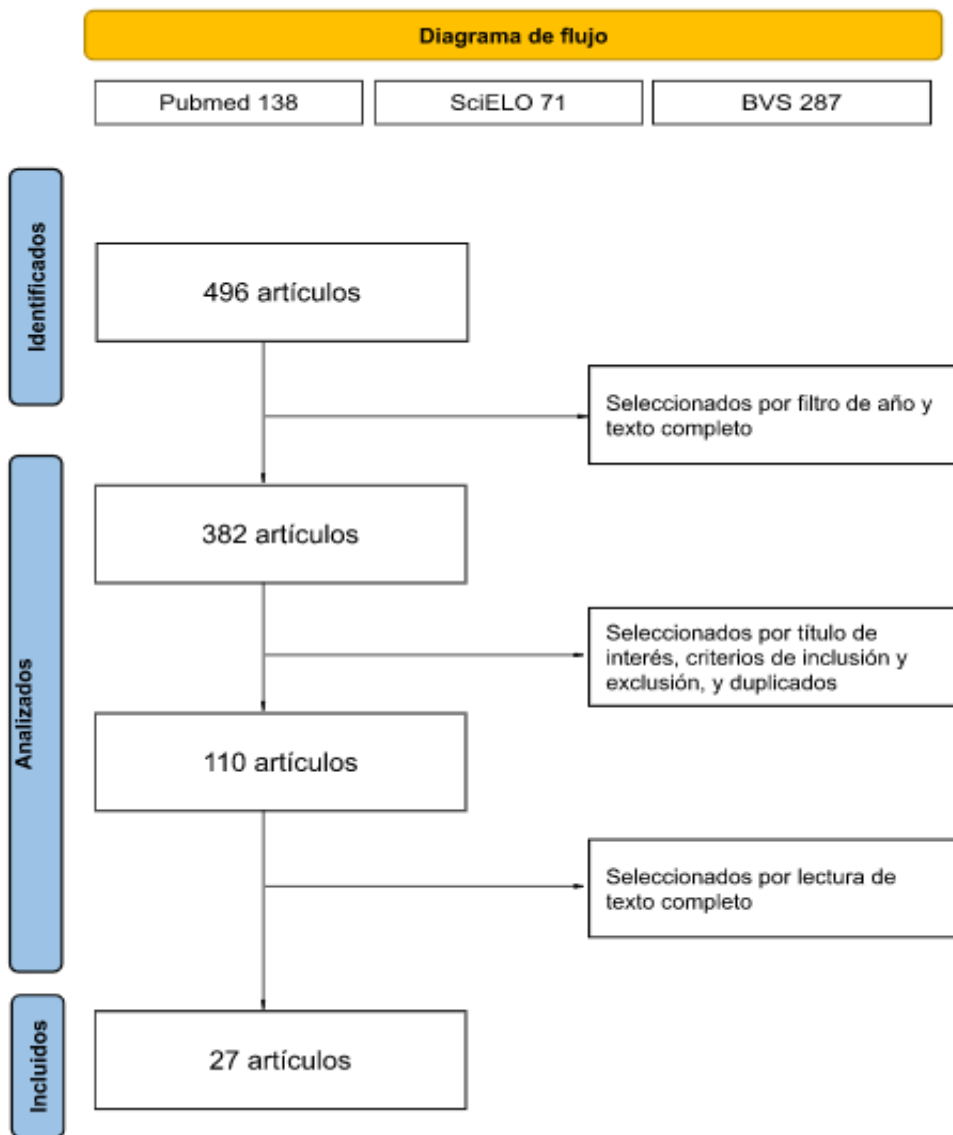 Diagrama de flujo
Pubmed 138
SciELO 71
BVS 287
Identificados
496 artículos
Seleccionados por filtro de año y
texto completo
Analizados
382 artículos
Seleccionados por título de
interés, criterios de inclusión y
exclusión, y duplicados
110 artículos
Seleccionados por lectura de
texto completo
Incluidos
27 artículos